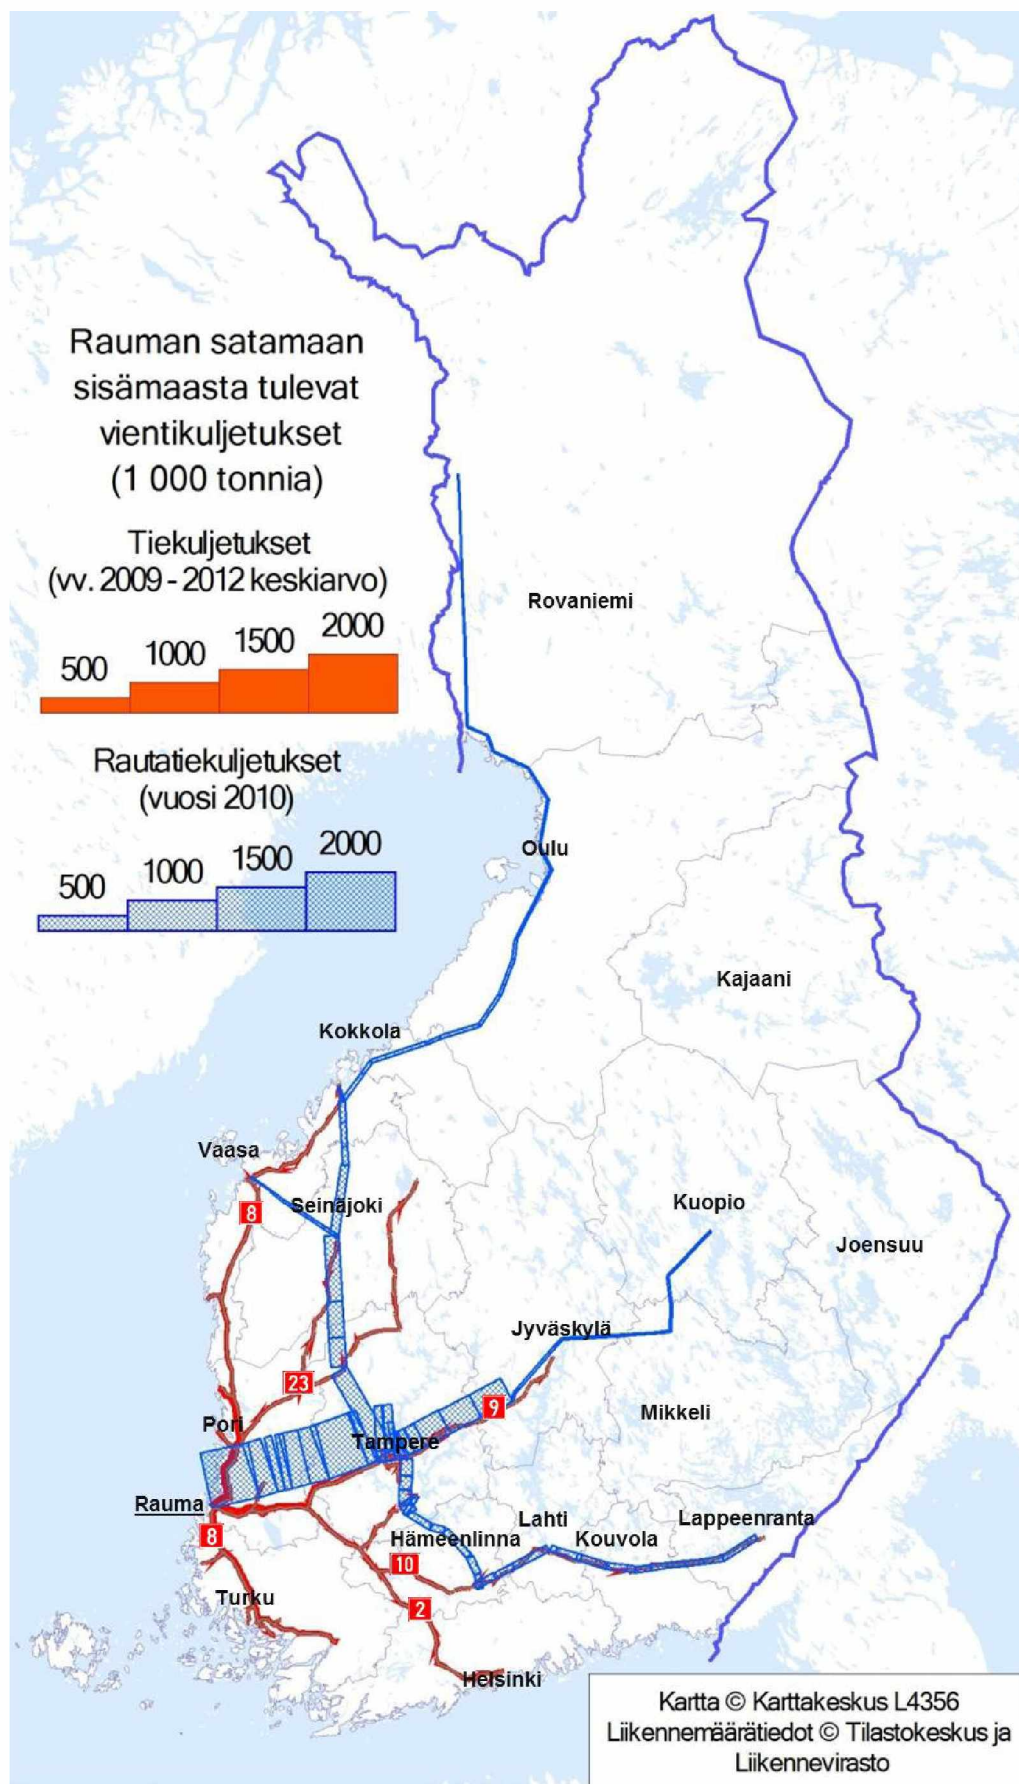 Rauman satamaan
sisämaasta tulevat
vientikuljetukset
(1 000 tonnia)
Tiekuljetukset
(vv. 2009 - 2012 keskiarvo)
500 1000 1500 2000
Rautatiekuljetukset
(vuosi 2010)
500 1000 1500 2000
Rovaniemi
Oulu
Kajaani
Kokkola
Vaasa
Seinäjoki
8
Kuopio
Joensuu
Jyväskylä
23
9
Mikkeli
Pori
Tampere
Rauma
8
Lahti
Lappeenranta
Hämeenlinna
Kouvola
10
Turku
2
Helsinki
Kartta © Karttakeskus L4356
Liikennemäärätiedot © Tilastokeskus ja
Liikennevirasto